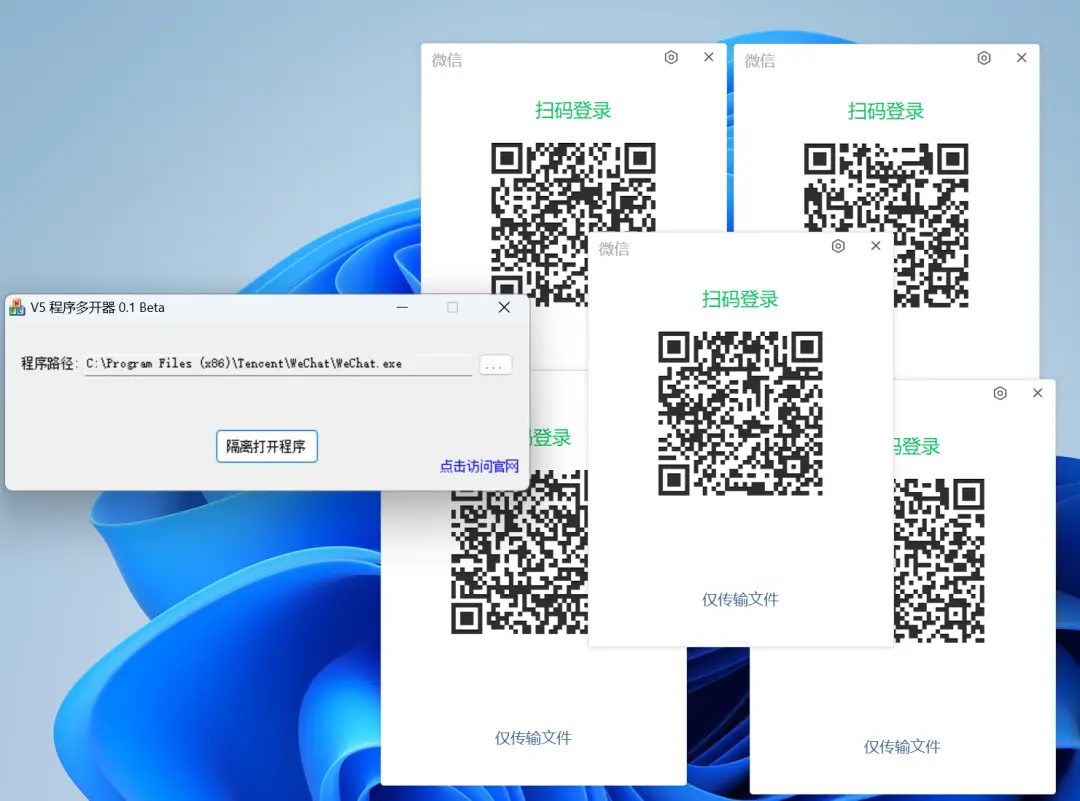 微信
扫码登录
微信
扫码登录
微信
扫码登录
仅传输文件
V5 程序多开器 0.1 Beta
程序路径: C:\Program Files (x86)\Tencent\WeChat\WeChat.exe
...
隔离打开程序
点击访问官网
码登录
仅传输文件
码登录
仅传输文件